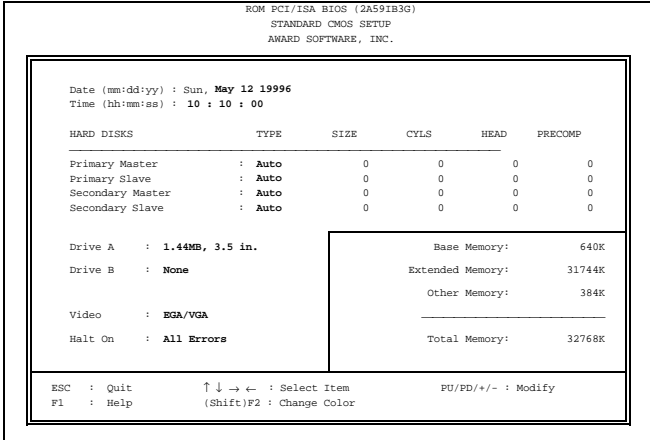 ROM PCI/ISA BIOS (2A59IB3G)
STANDARD CMOS SETUP
AWARD SOFTWARE, INC.
Date (mm:dd:yy) : Sun, May 12 19996
Time (hh:mm:ss) : 10 : 10 : 00
HARD DISKS TYPE SIZE CYLS HEAD PRECOMP
Primary Master : Auto 0 0 0 0
Primary Slave : Auto 0 0 0 0
Secondary Master : Auto 0 0 0 0
Secondary Slave : Auto 0 0 0 0
Drive A : 1.44MB, 3.5 in. Base Memory: 640K
Drive B : None Extended Memory: 31744K
Other Memory: 384K
Video : EGA/VGA
Halt On : All Errors Total Memory: 32768K
ESC : Quit ↑ ↓ → ← : Select Item PU/PD/+/- : Modify
F1 : Help (Shift)F2 : Change Color